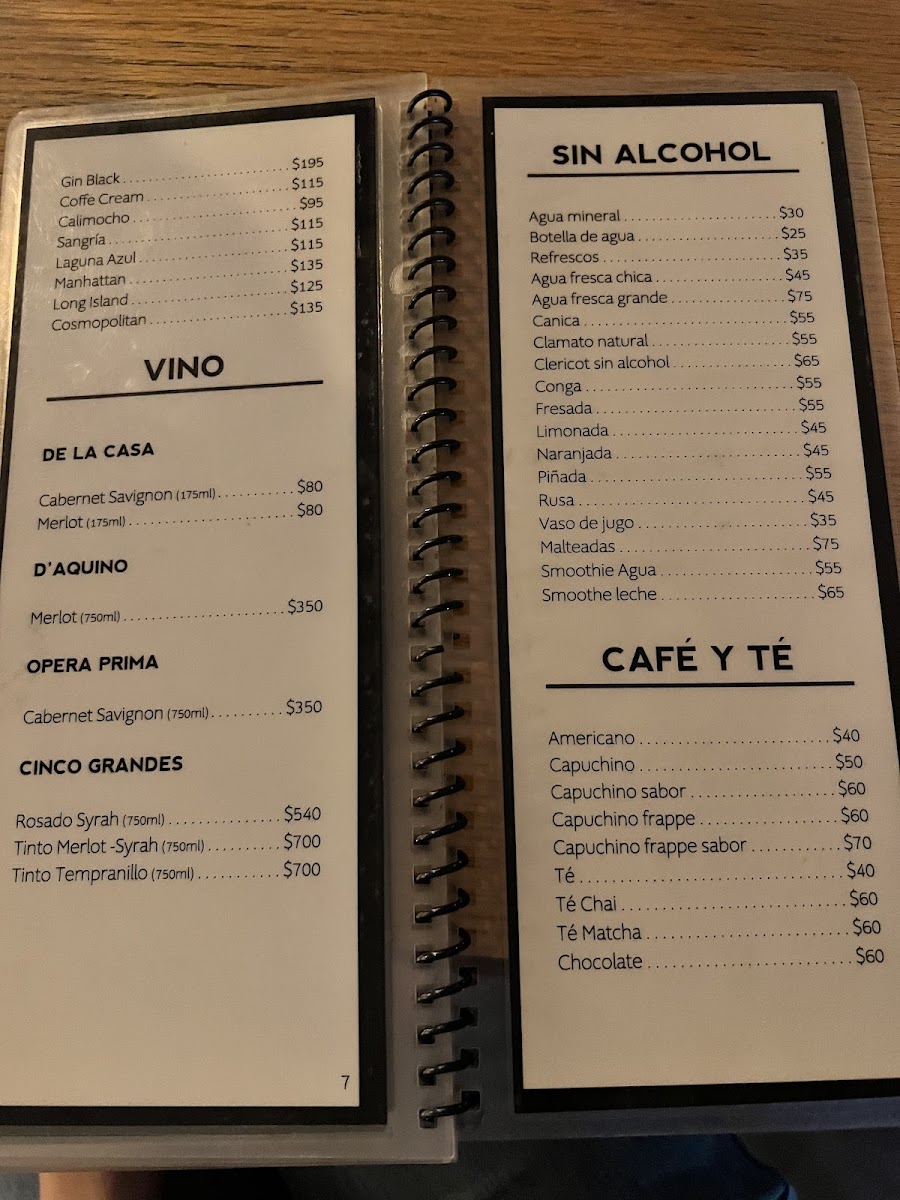 Gin Black ........................ $195
Coffe Cream ........................ $115
Calimocho ........................ $95
Sangría ........................ $115
Laguna Azul ........................ $115
Manhattan ........................ $135
Long Island ........................ $125
Cosmopolitan ........................ $135
VINO
DE LA CASA
Cabernet Savignon (175ml) ............ $80
Merlot (175ml) ........................ $80
D'AQUINO
Merlot (750ml) ........................ $350
OPERA PRIMA
Cabernet Savignon (750ml) .......... $350
CINCO GRANDES
Rosado Syrah (750ml) ................ $540
Tinto Merlot -Syrah (750ml) .......... $700
Tinto Tempranillo (750ml) ........... $700
7
SIN ALCOHOL
Agua mineral ........................ $30
Botella de agua ........................ $25
Refrescos ........................ $35
Agua fresca chica ........................ $45
Agua fresca grande .................... $75
Canica ........................ $55
Clamato natural ........................ $55
Clericot sin alcohol .................... $65
Conga ........................ $55
Fresada ........................ $55
Limonada ........................ $45
Naranjada ........................ $45
Piñada ........................ $55
Rusa ........................ $45
Vaso de jugo ........................ $35
Malteadas ........................ $75
Smoothie Agua ........................ $55
Smoothe leche ........................ $65
CAFÉ Y TÉ
Americano ........................ $40
Capuchino ........................ $50
Capuchino sabor .................... $60
Capuchino frappe .................... $60
Capuchino frappe sabor ............ $70
Té ........................ $40
Té Chai ........................ $60
Té Matcha ........................ $60
Chocolate ........................ $60